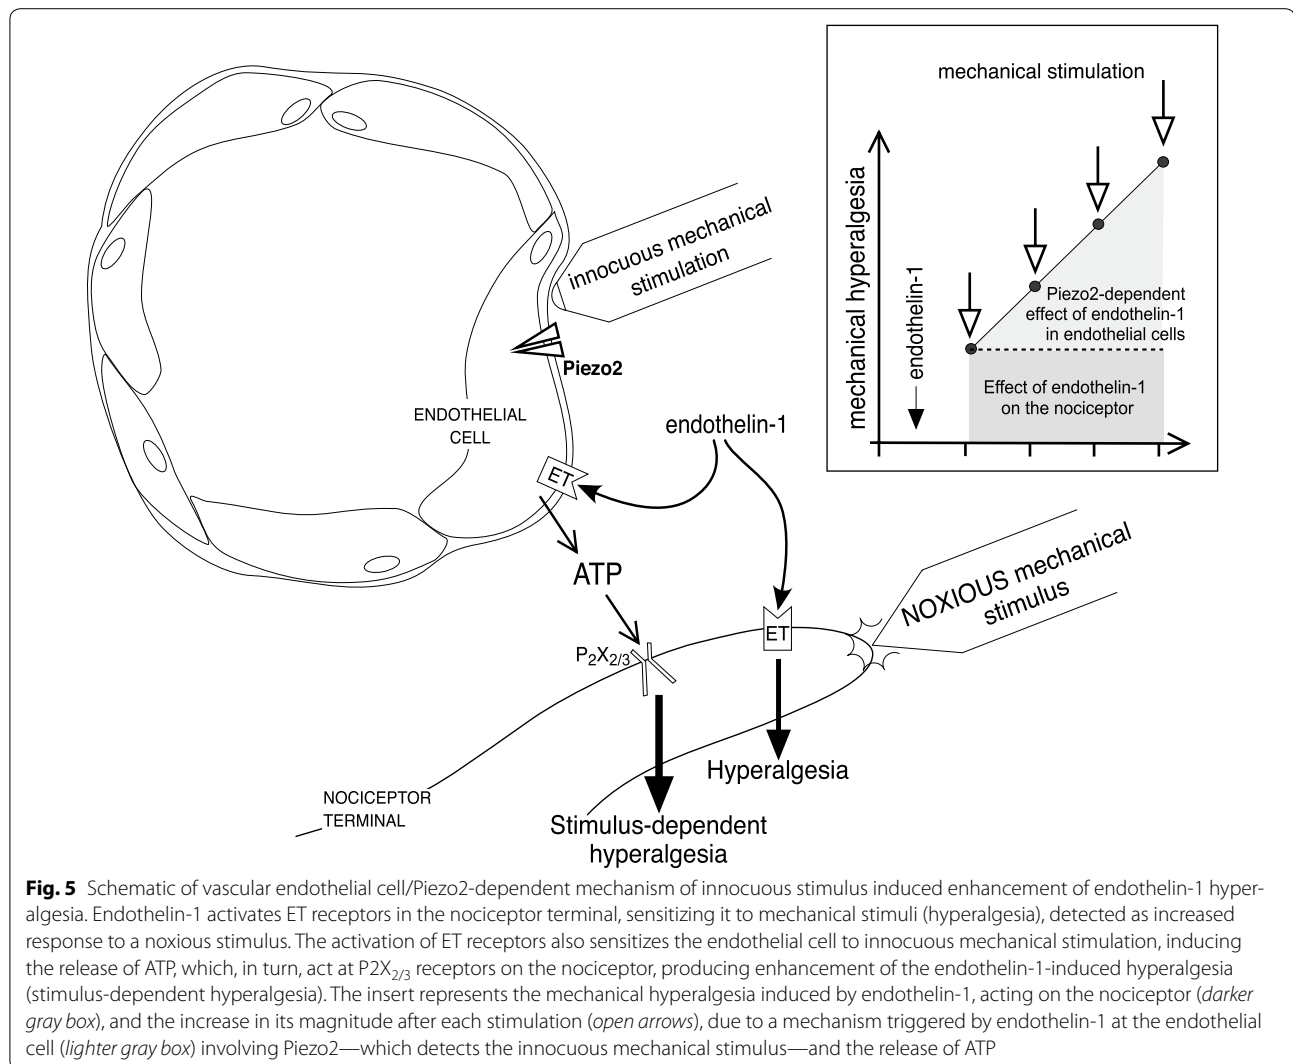 mechanical stimulation
mechanical hyperalgesia
endothelin-1
Piezo2-dependent
effect of endothelin-1
in endothelial cells
Effect of endothelin-1
on the nociceptor
innocuous mechanical
stimulation
Piezo2
ENDOTHELIAL
CELL
endothelin-1
ET
ATP
NOXIOUS mechanical
stimulus
ET
P2X2/3
Hyperalgesia
NOCICEPTOR
TERMINAL
Stimulus-dependent
hyperalgesia
Fig. 5 Schematic of vascular endothelial cell/Piezo2-dependent mechanism of innocuous stimulus induced enhancement of endothelin-1 hyper-
algesia. Endothelin-1 activates ET receptors in the nociceptor terminal, sensitizing it to mechanical stimuli (hyperalgesia), detected as increased
response to a noxious stimulus. The activation of ET receptors also sensitizes the endothelial cell to innocuous mechanical stimulation, inducing
the release of ATP, which, in turn, act at P2X2/3 receptors on the nociceptor, producing enhancement of the endothelin-1-induced hyperalgesia
(stimulus-dependent hyperalgesia). The insert represents the mechanical hyperalgesia induced by endothelin-1, acting on the nociceptor (darker
gray box), and the increase in its magnitude after each stimulation (open arrows), due to a mechanism triggered by endothelin-1 at the endothelial
cell (lighter gray box) involving Piezo2—which detects the innocuous mechanical stimulus—and the release of ATP